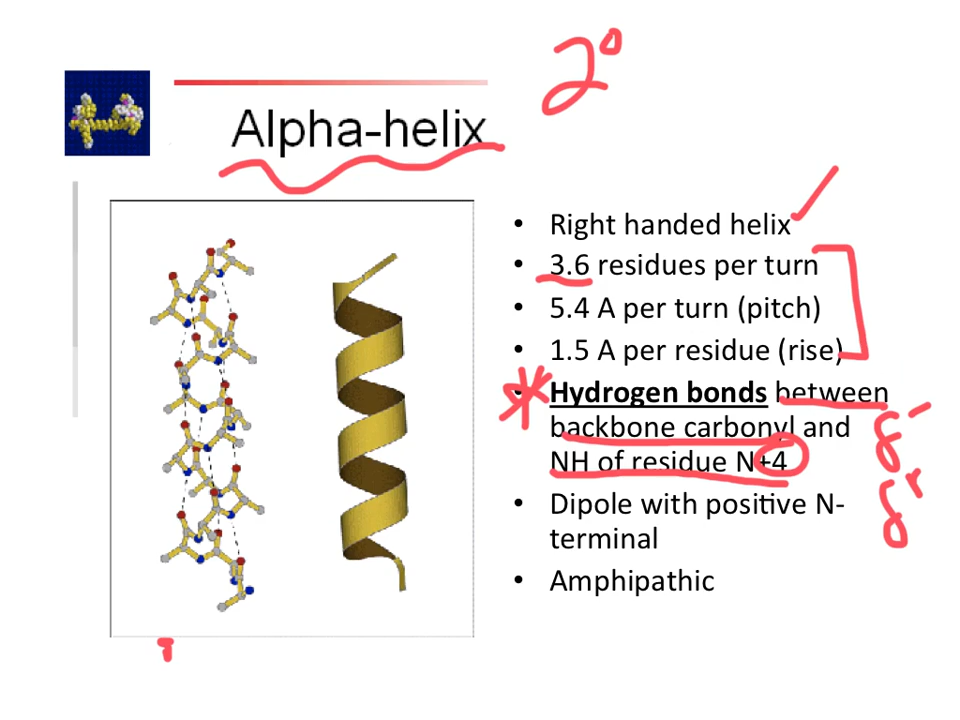 2°
Alpha-helix
• Right handed helix
• 3.6 residues per turn
• 5.4 A per turn (pitch)
• 1.5 A per residue (rise)
• Hydrogen bonds between
backbone carbonyl and
NH of residue N+4
δ-
• Dipole with positive N-
terminal
• Amphipathic